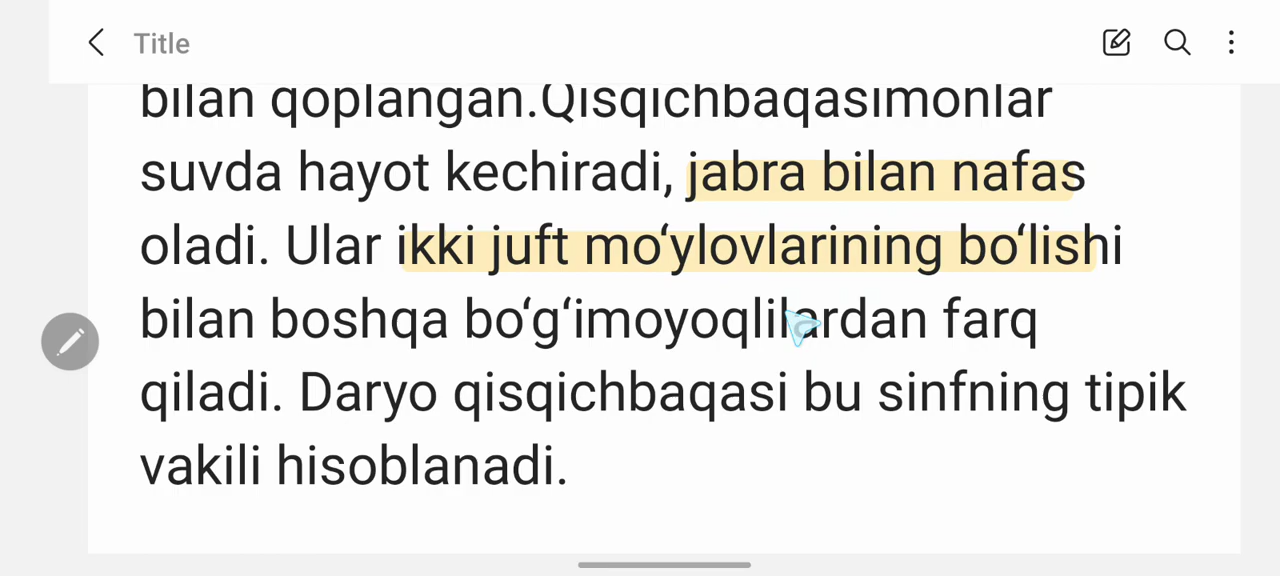 Title
bilan qoplangan.Qisqichbaqasimonlar
suvda hayot kechiradi, jabra bilan nafas
oladi. Ular ikki juft mo‘ylovlarining bo‘lishi
bilan boshqa bo‘g‘imoyoqlilardan farq
qiladi. Daryo qisqichbaqasi bu sinfning tipik
vakili hisoblanadi.